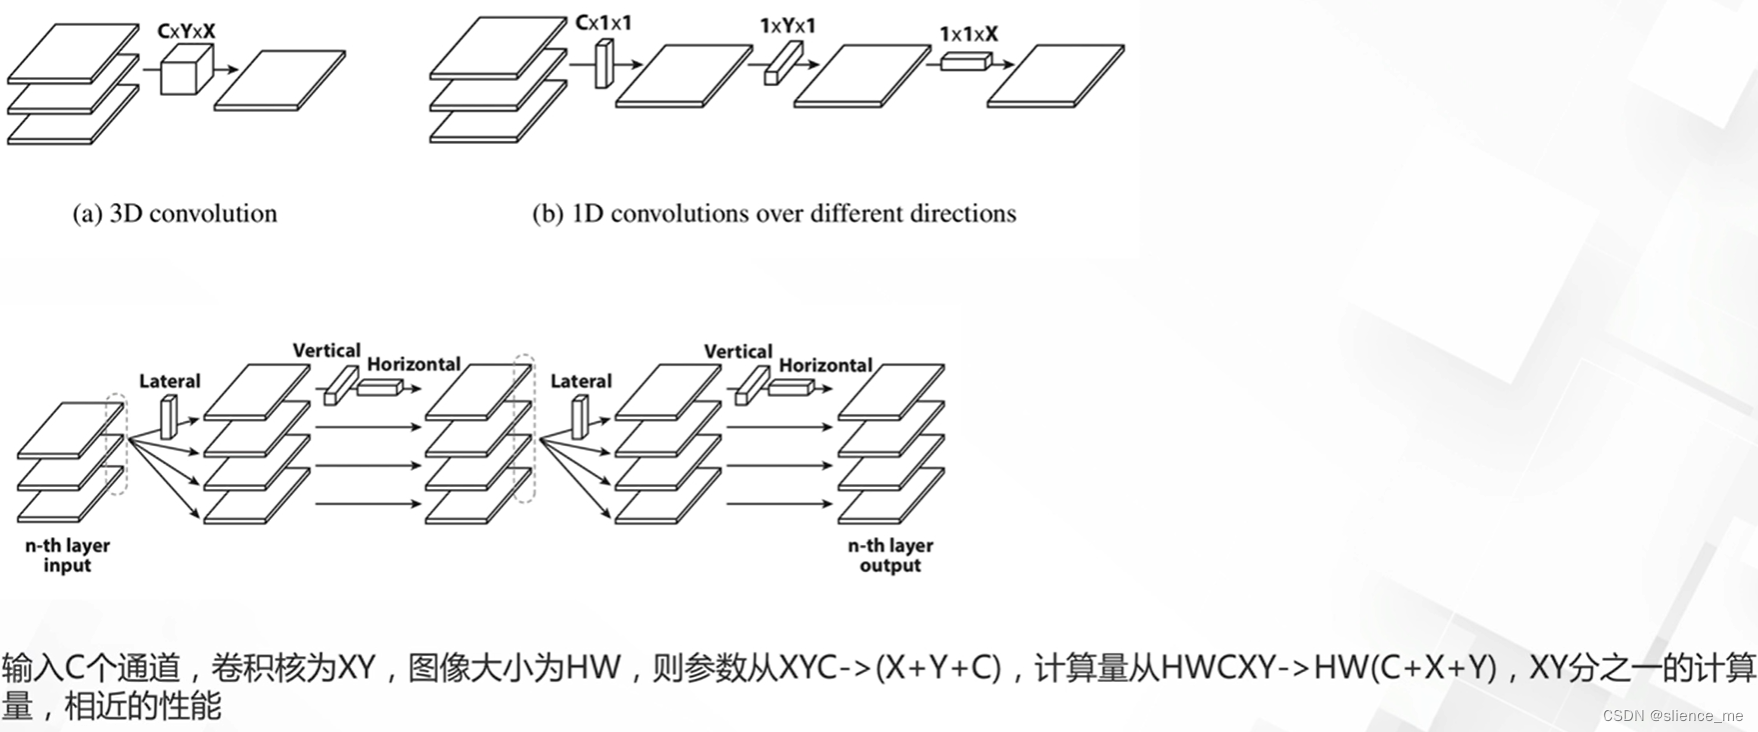 CxYxX
Cx1x1
1xYx1
1x1xX
(a) 3D convolution
(b) 1D convolutions over different directions
Lateral
Vertical
Horizontal
Lateral
Vertical
Horizontal
n-th layer
input
n-th layer
output
输入C个通道，卷积核为XY，图像大小为HW，则参数从XYC->(X+Y+C)，计算量从HWCXY->HW(C+X+Y)，XY分之一的计算
量，相近的性能
CSDN @slience_me